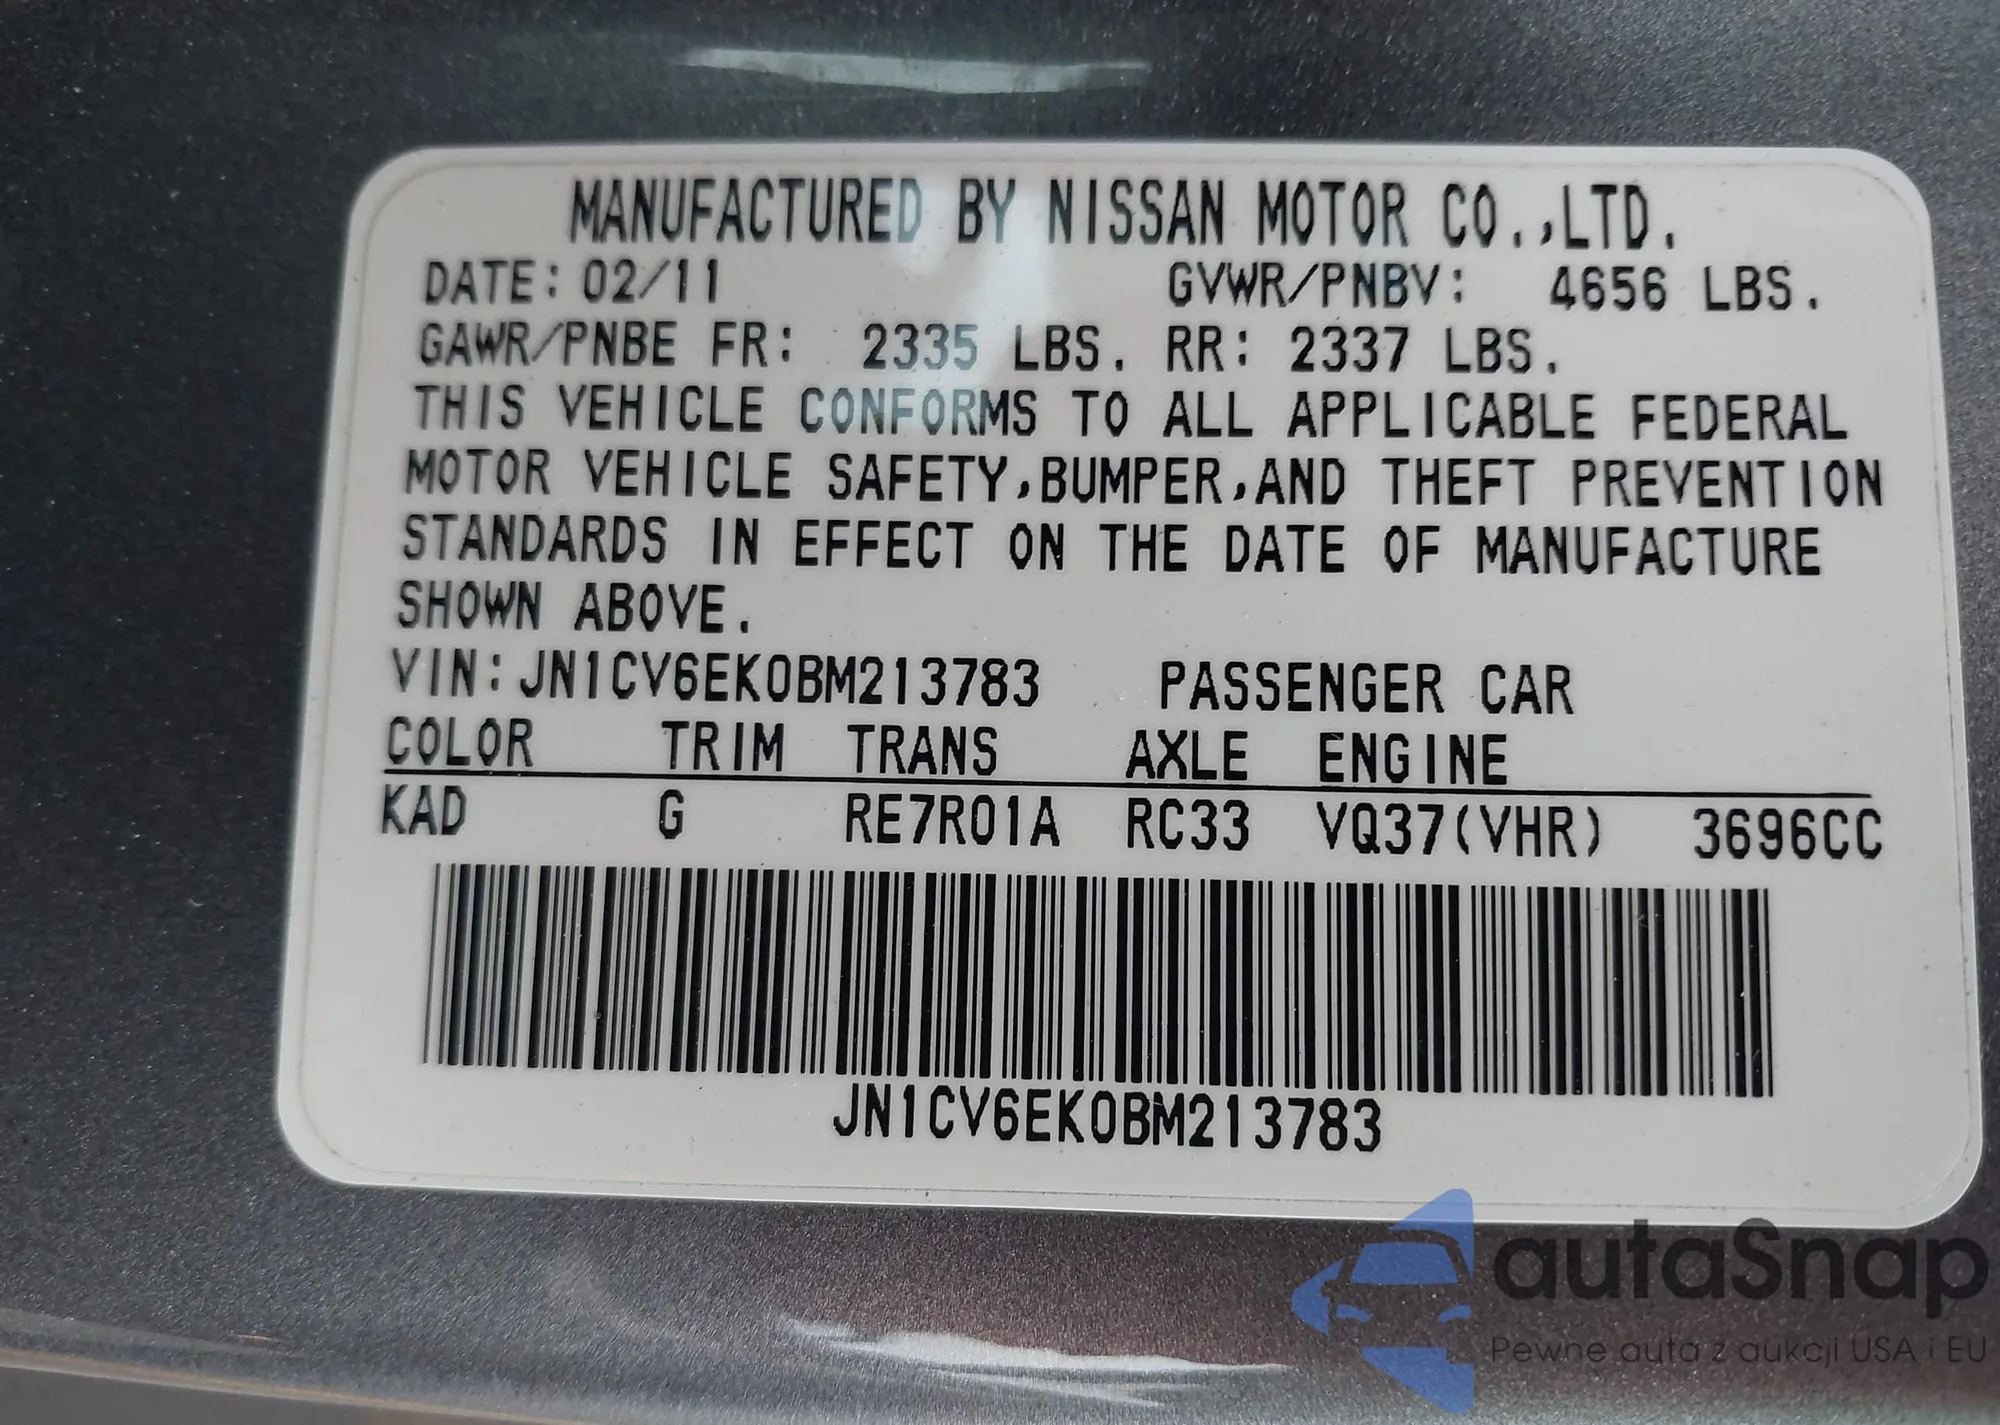 MANUFACTURED BY NISSAN MOTOR CO.,LTD.
DATE: 02/11 GVWR/PNBV: 4656 LBS.
GAWR/PNBE FR: 2335 LBS. RR: 2337 LBS.
THIS VEHICLE CONFORMS TO ALL APPLICABLE FEDERAL
MOTOR VEHICLE SAFETY,BUMPER,AND THEFT PREVENTION
STANDARDS IN EFFECT ON THE DATE OF MANUFACTURE
SHOWN ABOVE.
VIN:JN1CV6EK0BM213783 PASSENGER CAR
COLOR TRIM TRANS AXLE ENGINE
KAD G RE7R01A RC33 VQ37(VHR) 3696CC
JN1CV6EK0BM213783
autaSnap
Pewne auta z aukcji USA i EU